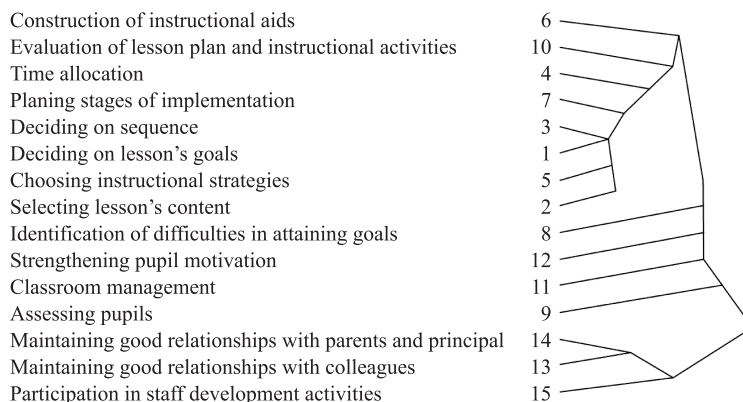 Construction of instructional aids 6
Evaluation of lesson plan and instructional activities 10
Time allocation 4
Planing stages of implementation 7
Deciding on sequence 3
Deciding on lesson's goals 1
Choosing instructional strategies 5
Selecting lesson's content 2
Identification of difficulties in attaining goals 8
Strengthening pupil motivation 12
Classroom management 11
Assessing pupils 9
Maintaining good relationships with parents and principal 14
Maintaining good relationships with colleagues 13
Participation in staff development activities 15